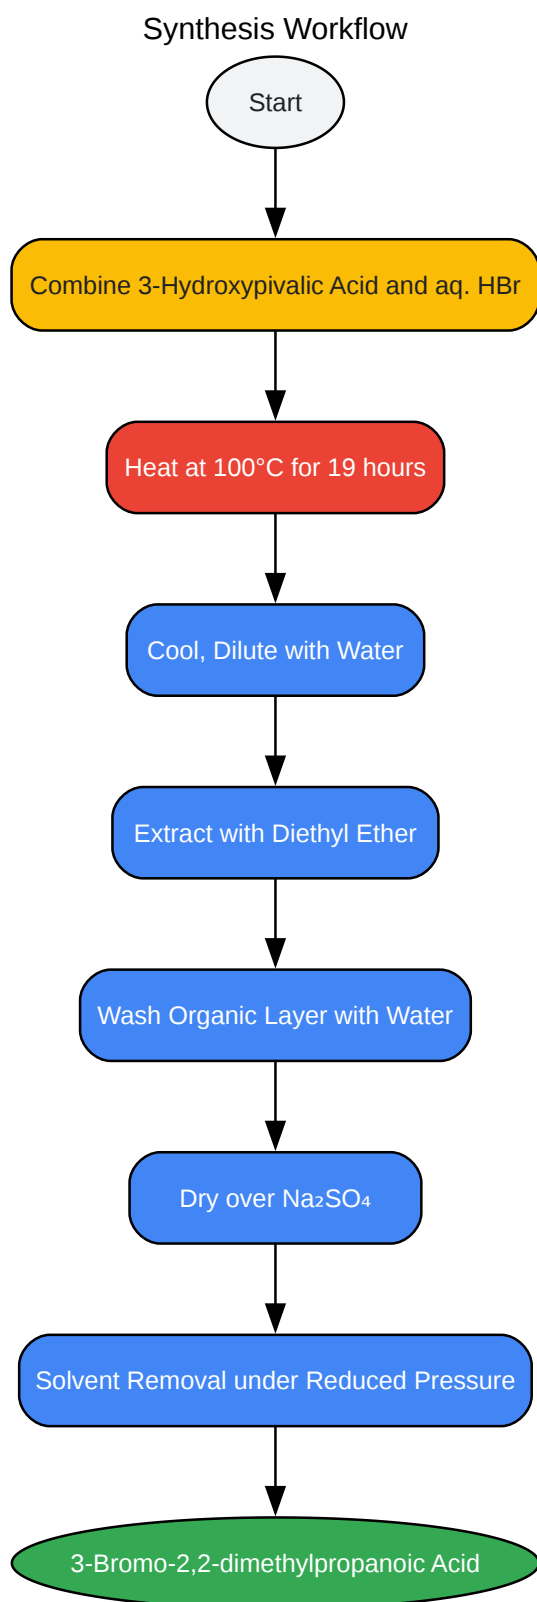 Synthesis Workflow
Start
Combine 3-Hydroxypivalic Acid and aq. HBr
Heat at 100°C for 19 hours
Cool, Dilute with Water
Extract with Diethyl Ether
Wash Organic Layer with Water
Dry over Na₂SO₄
Solvent Removal under Reduced Pressure
3-Bromo-2,2-dimethylpropanoic Acid